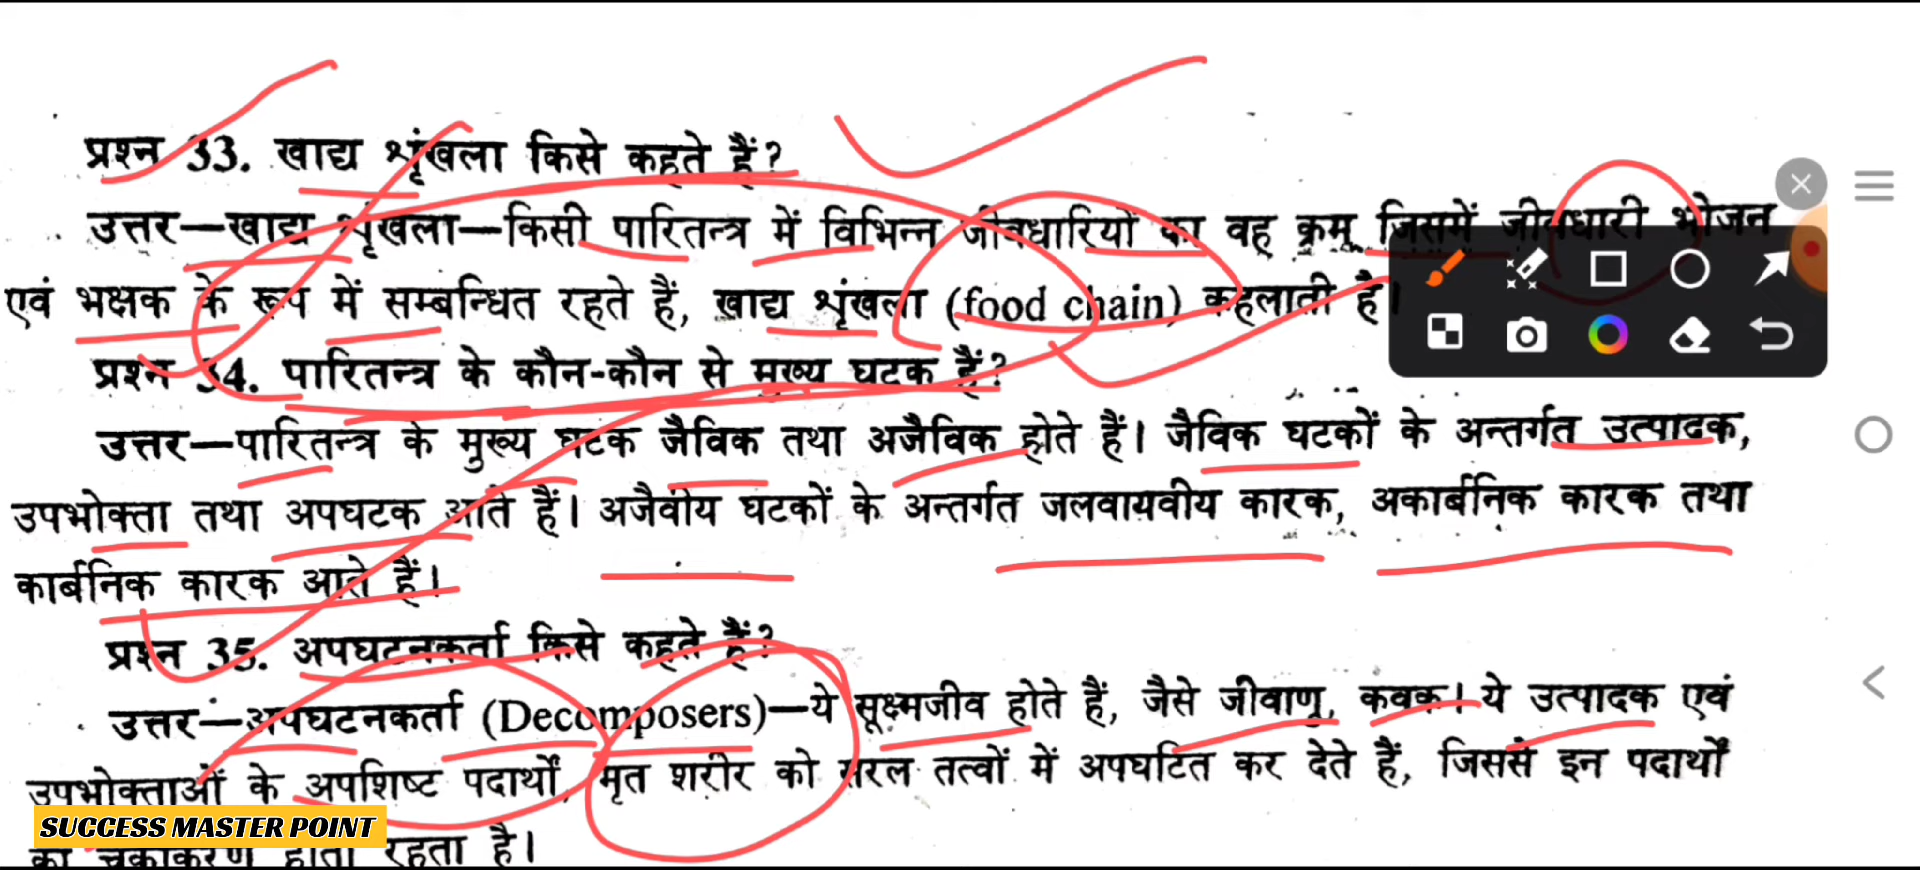 प्रश्न 33. खाद्य शृंखला किसे कहते हैं?
उत्तर—खाद्य शृंखला—किसी पारितन्त्र में विभिन्न जीवधारियों का वह क्रम जिसमें जीवधारी भोजन
एवं भक्षक के रूप में सम्बन्धित रहते हैं, खाद्य शृंखला (food chain) कहलाती है।
प्रश्न 34. पारितन्त्र के कौन-कौन से मुख्य घटक हैं?
उत्तर—पारितन्त्र के मुख्य घटक जैविक तथा अजैविक होते हैं। जैविक घटकों के अन्तर्गत उत्पादक,
उपभोक्ता तथा अपघटक आते हैं। अजैवीय घटकों के अन्तर्गत जलवायवीय कारक, अकार्बनिक कारक तथा
कार्बनिक कारक आते हैं।
प्रश्न 35. अपघटनकर्ता किसे कहते हैं?
उत्तर—अपघटनकर्ता (Decomposers)—ये सूक्ष्मजीव होते हैं, जैसे जीवाणु, कवक। ये उत्पादक एवं
उपभोक्ताओं के अपशिष्ट पदार्थों, मृत शरीर को सरल तत्वों में अपघटित कर देते हैं, जिससे इन पदार्थों
SUCCESS MASTER POINT
का चक्रीकरण होता रहता है।